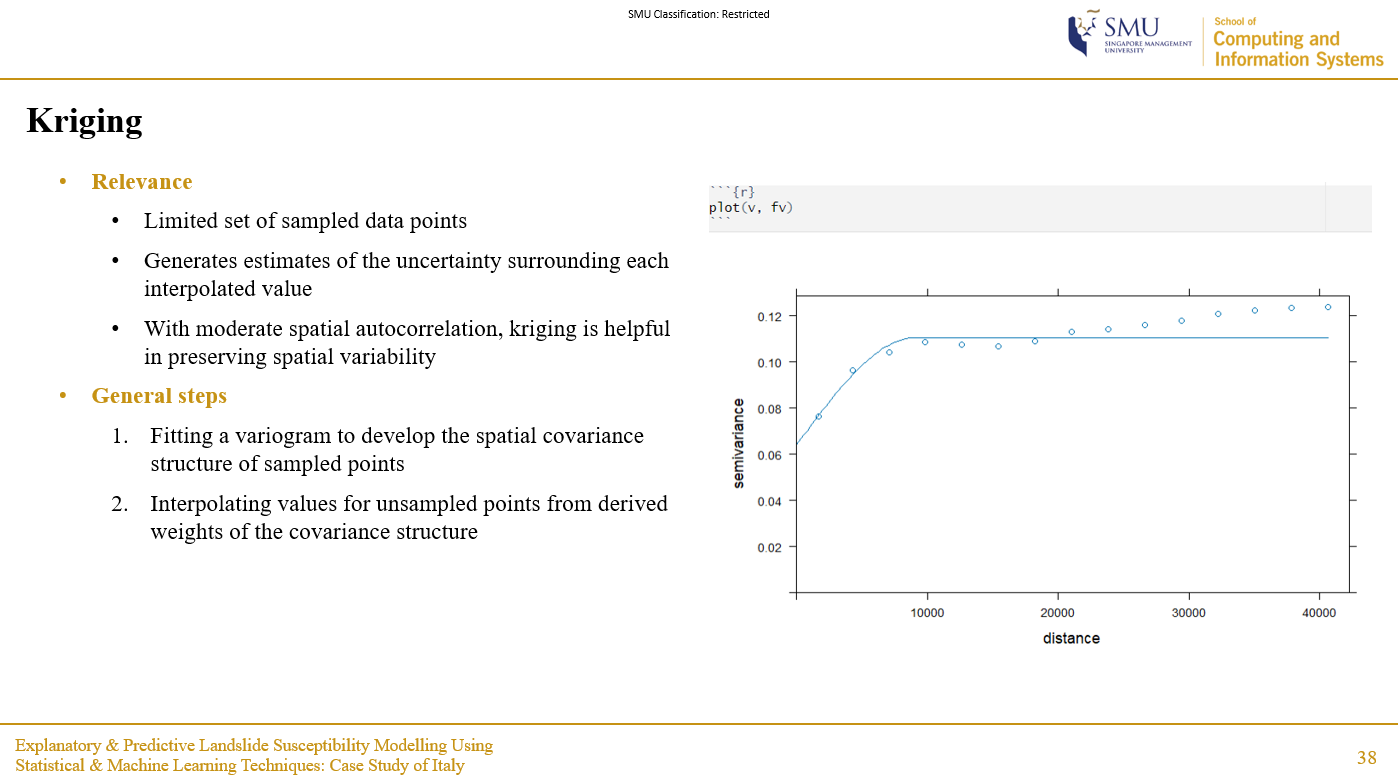 SMU Classification: Restricted
SMU
SINGAPORE MANAGEMENT
UNIVERSITY
School of
Computing and
Information Systems
Kriging
• Relevance
• Limited set of sampled data points
• Generates estimates of the uncertainty surrounding each
interpolated value
• With moderate spatial autocorrelation, kriging is helpful
in preserving spatial variability
• General steps
1. Fitting a variogram to develop the spatial covariance
structure of sampled points
2. Interpolating values for unsampled points from derived
weights of the covariance structure
```{r}
plot(v, fv)
```
semivariance
0.12
0.10
0.08
0.06
0.04
0.02
10000 20000 30000 40000
distance
Explanatory & Predictive Landslide Susceptibility Modelling Using
Statistical & Machine Learning Techniques: Case Study of Italy
38